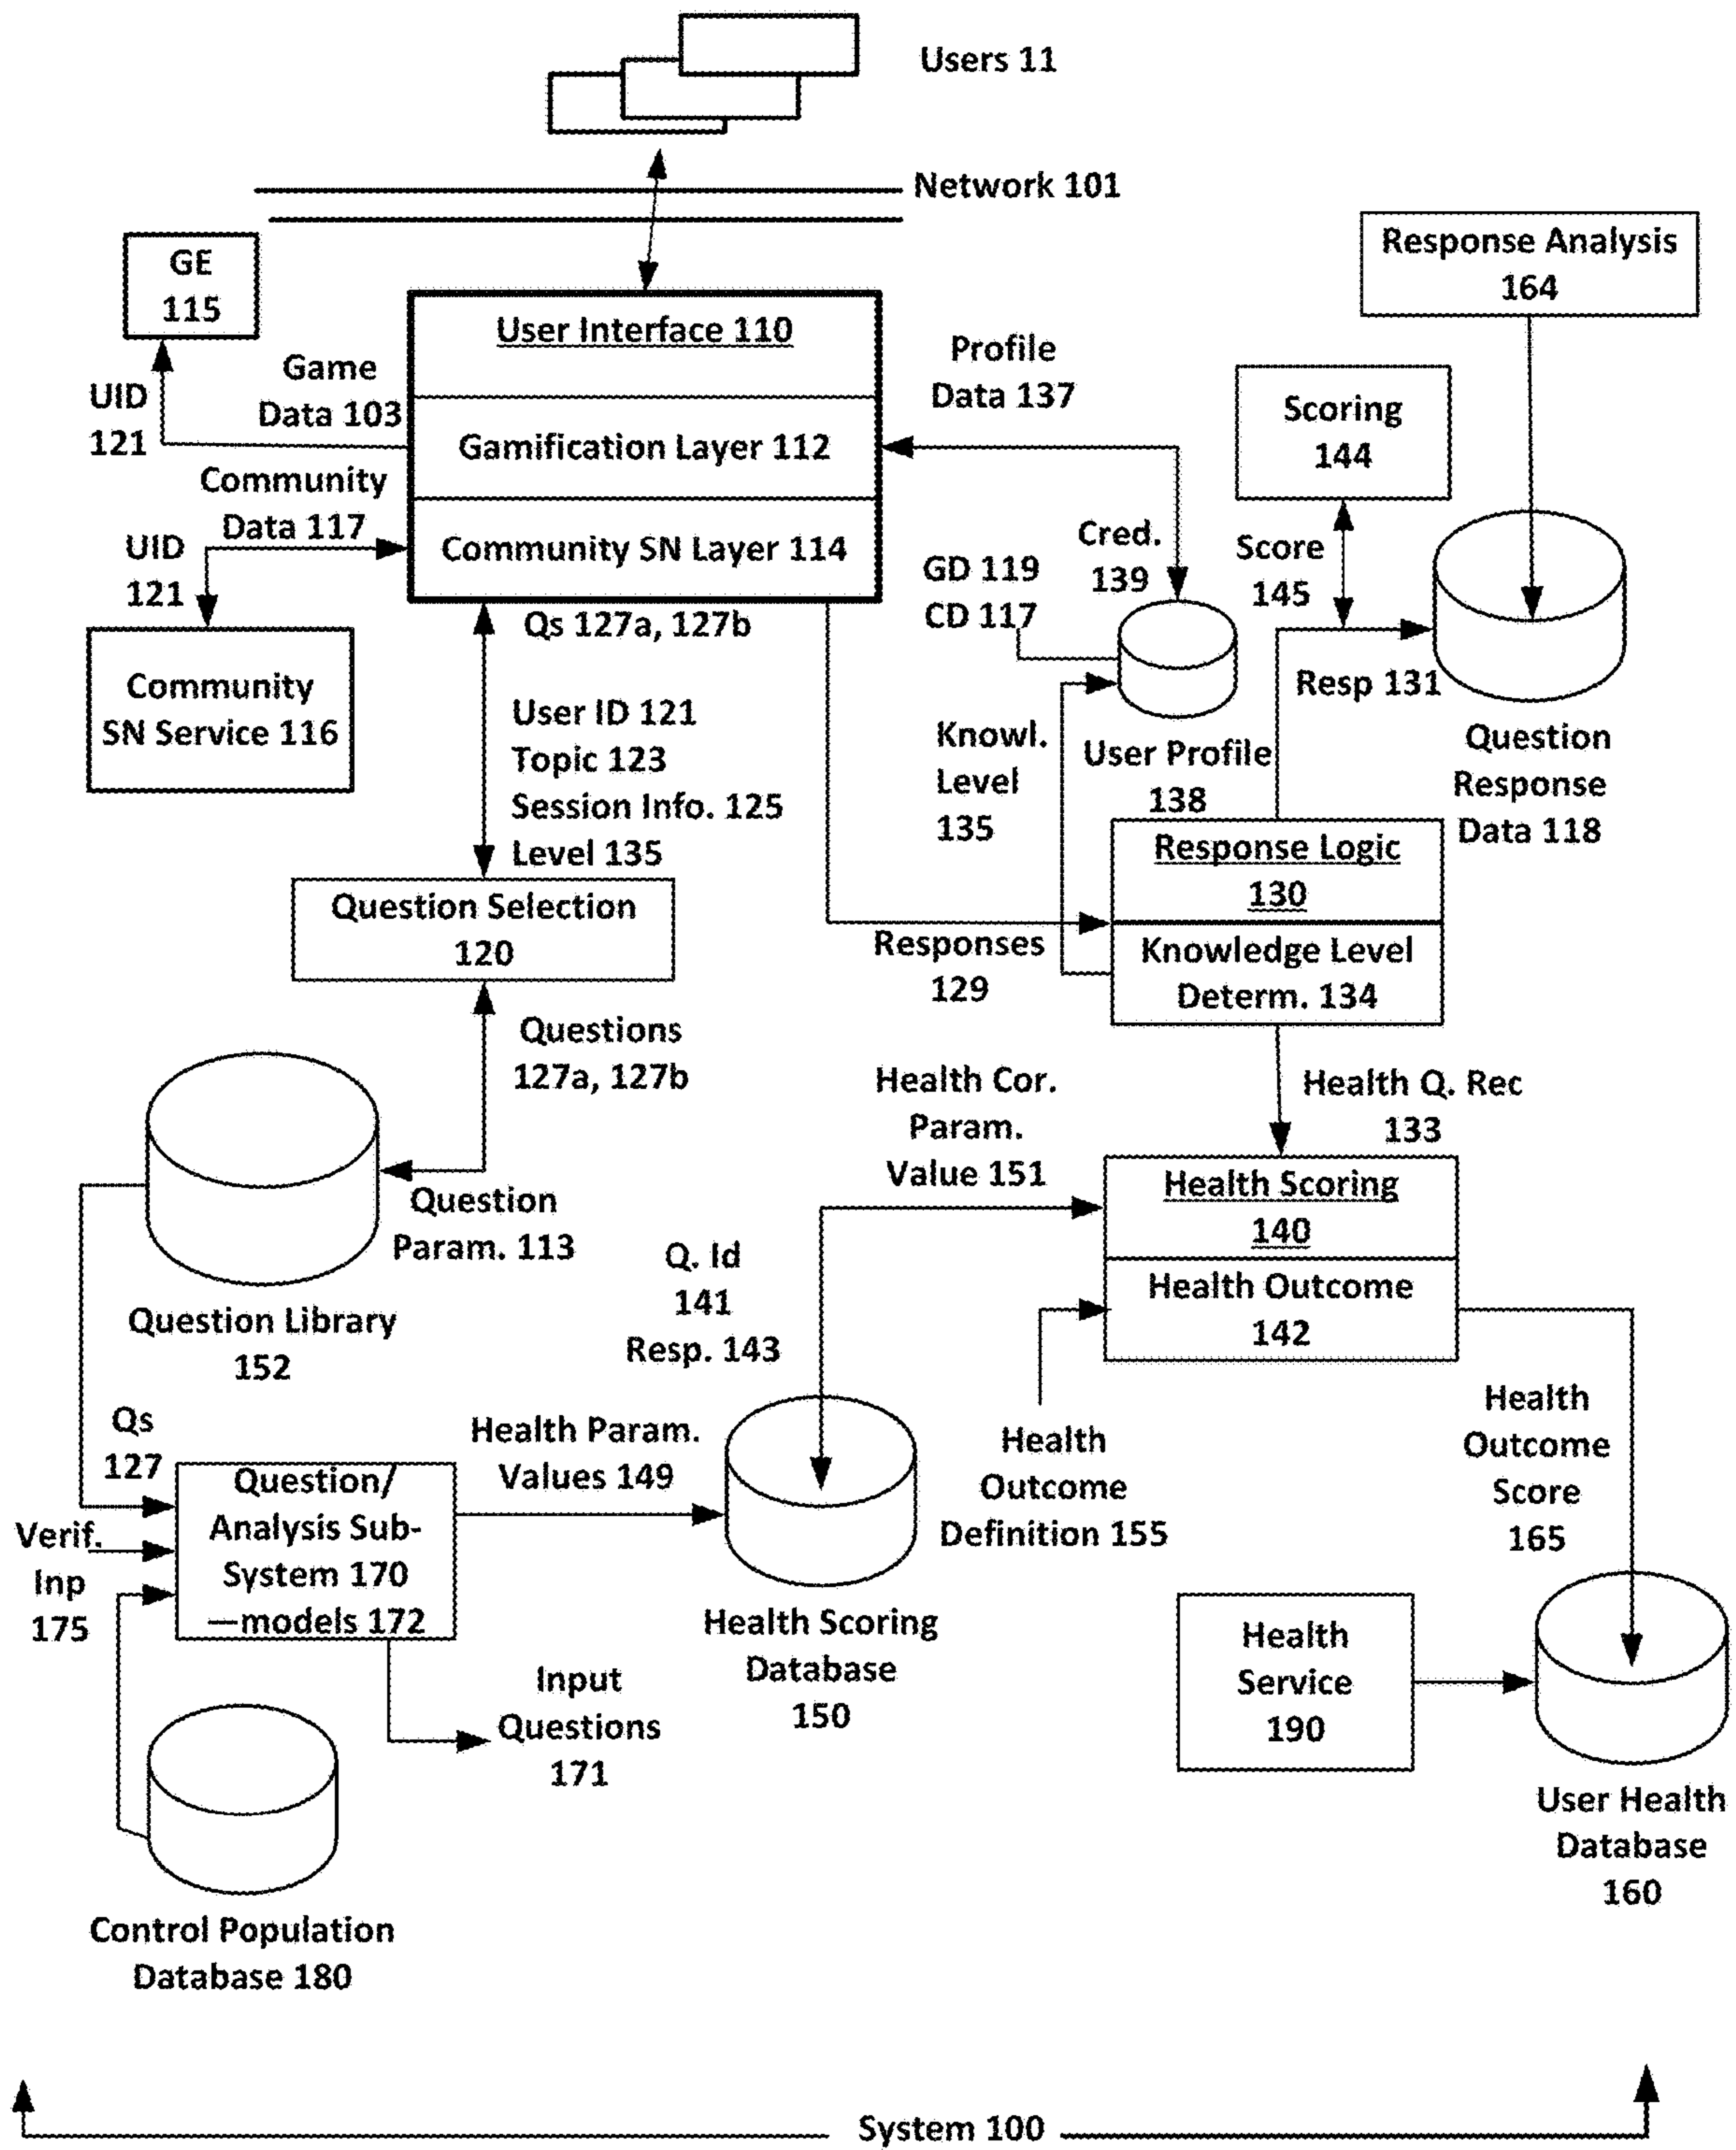 Users 11
Network 101
GE
115
Response Analysis
164
User Interface 110
Gamification Layer 112
Community SN Layer 114
Game
Data 103
UID
121
Community
Data 117
UID
121
Community
SN Service 116
Profile
Data 137
Scoring
144
Cred.
139
GD 119
CD 117
Score
145
Resp 131
Question
Response
Data 118
Qs 127a, 127b
User ID 121
Topic 123
Session Info. 125
Level 135
Knowl.
Level
135
User Profile
138
Response Logic
130
Knowledge Level
Determ. 134
Question Selection
120
Responses
129
Questions
127a, 127b
Health Cor.
Param.
Value 151
Health Q. Rec
133
Question
Param. 113
Question Library
152
Q. Id
141
Resp. 143
Health Scoring
140
Health Outcome
142
Qs
127
Verif.
Inp
175
Question/
Analysis Sub-
System 170
—models 172
Health Param.
Values 149
Health
Outcome
Definition 155
Health
Outcome
Score
165
Health Scoring
Database
150
Input
Questions
171
Health
Service
190
User Health
Database
160
Control Population
Database 180
System 100